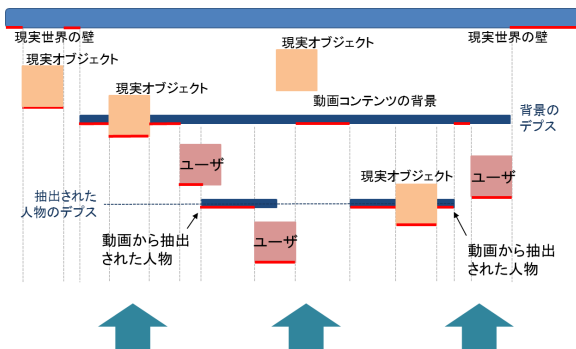 現実世界の壁
現実オブジェクト
現実世界の壁
現実オブジェクト
現実オブジェクト
動画コンテンツの背景
背景の
デプス
ユーザ
ユーザ
現実オブジェクト
抽出された
人物のデプス
動画から抽出
された人物
ユーザ
動画から抽出
された人物